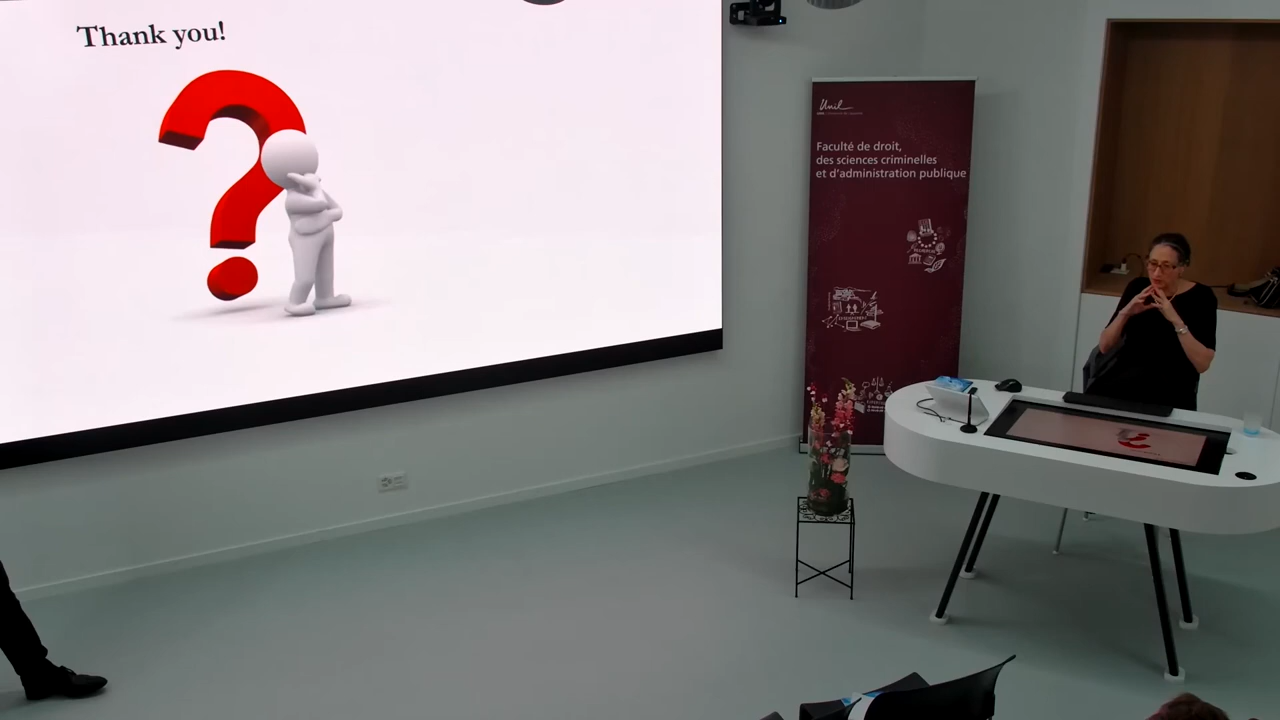 Thank you!
Unil
Faculté de droit,
des sciences criminelles
et d'administration publique